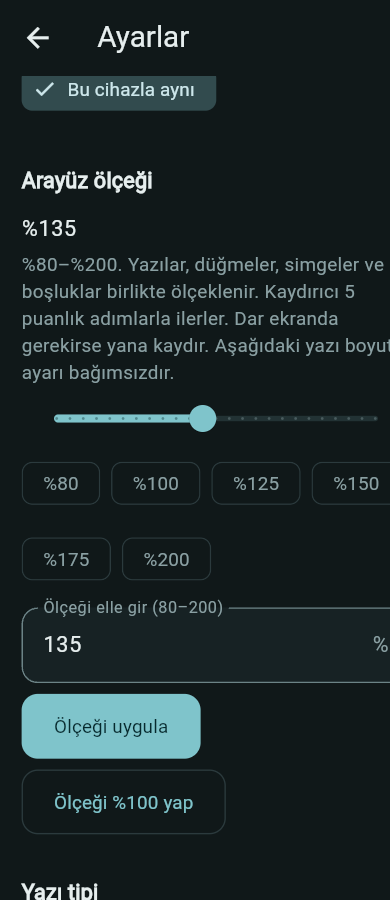 Ayarlar
Bu cihazla aynı
Arayüz ölçeği
%135
%80–%200. Yazılar, düğmeler, simgeler ve
boşluklar birlikte ölçeklenir. Kaydırıcı 5
puanlık adımlarla ilerler. Dar ekranda
gerekirse yana kaydır. Aşağıdaki yazı boyut
ayarı bağımsızdır.
%80 %100 %125 %150
%175 %200
Ölçeği elle gir (80–200)
135 %
Ölçeği uygula
Ölçeği %100 yap
Yazı tipi